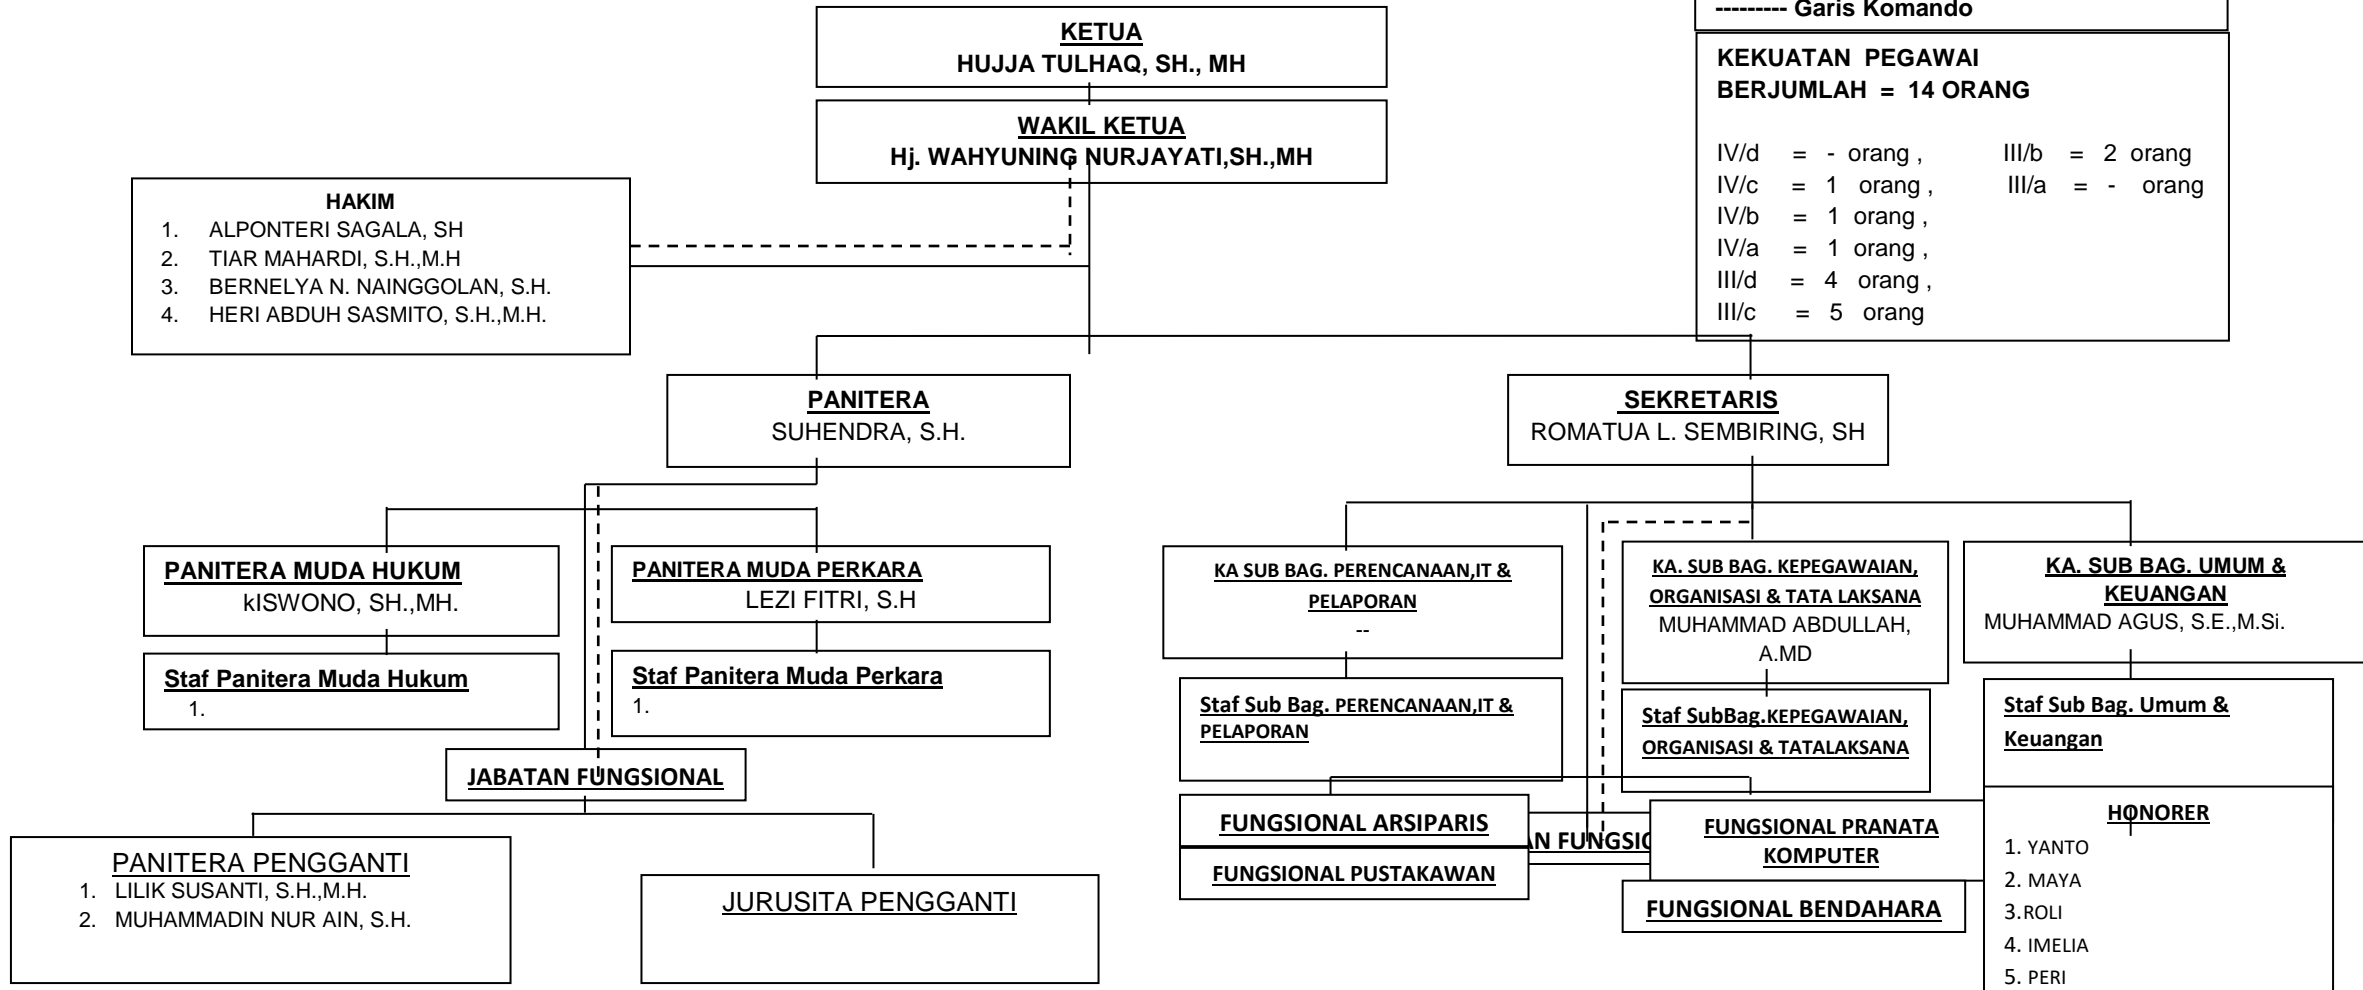 --------- Garis Komando
KETUA
HUJJA TULHAQ, SH., MH
WAKIL KETUA
Hj. WAHYUNING NURJAYATI,SH.,MH
KEKUATAN PEGAWAI
BERJUMLAH = 14 ORANG
IV/d = - orang , III/b = 2 orang
IV/c = 1 orang , III/a = - orang
IV/b = 1 orang ,
IV/a = 1 orang ,
III/d = 4 orang ,
III/c = 5 orang
HAKIM
1. ALPONTERI SAGALA, SH
2. TIAR MAHARDI, S.H.,M.H
3. BERNELYA N. NAINGGOLAN, S.H.
4. HERI ABDUH SASMITO, S.H.,M.H.
PANITERA
SUHENDRA, S.H.
SEKRETARIS
ROMATUA L. SEMBIRING, SH
PANITERA MUDA HUKUM
kISWONO, SH.,MH.
PANITERA MUDA PERKARA
LEZI FITRI, S.H
KA SUB BAG. PERENCANAAN,IT &
PELAPORAN
--
KA. SUB BAG. KEPEGAWAIAN,
ORGANISASI & TATA LAKSANA
MUHAMMAD ABDULLAH,
A.MD
KA. SUB BAG. UMUM &
KEUANGAN
MUHAMMAD AGUS, S.E.,M.Si.
Staf Panitera Muda Hukum
1.
Staf Panitera Muda Perkara
1.
Staf Sub Bag. PERENCANAAN,IT &
PELAPORAN
Staf SubBag.KEPEGAWAIAN,
ORGANISASI & TATALAKSANA
Staf Sub Bag. Umum &
Keuangan
JABATAN FUNGSIONAL
PANITERA PENGGANTI
1. LILIK SUSANTI, S.H.,M.H.
2. MUHAMMADIN NUR AIN, S.H.
JURUSITA PENGGANTI
FUNGSIONAL ARSIPARIS
AN FUNGSIO
FUNGSIONAL PRANATA
KOMPUTER
FUNGSIONAL PUSTAKAWAN
FUNGSIONAL BENDAHARA
HONORER
1. YANTO
2. MAYA
3.ROLI
4. IMELIA
5. PERI